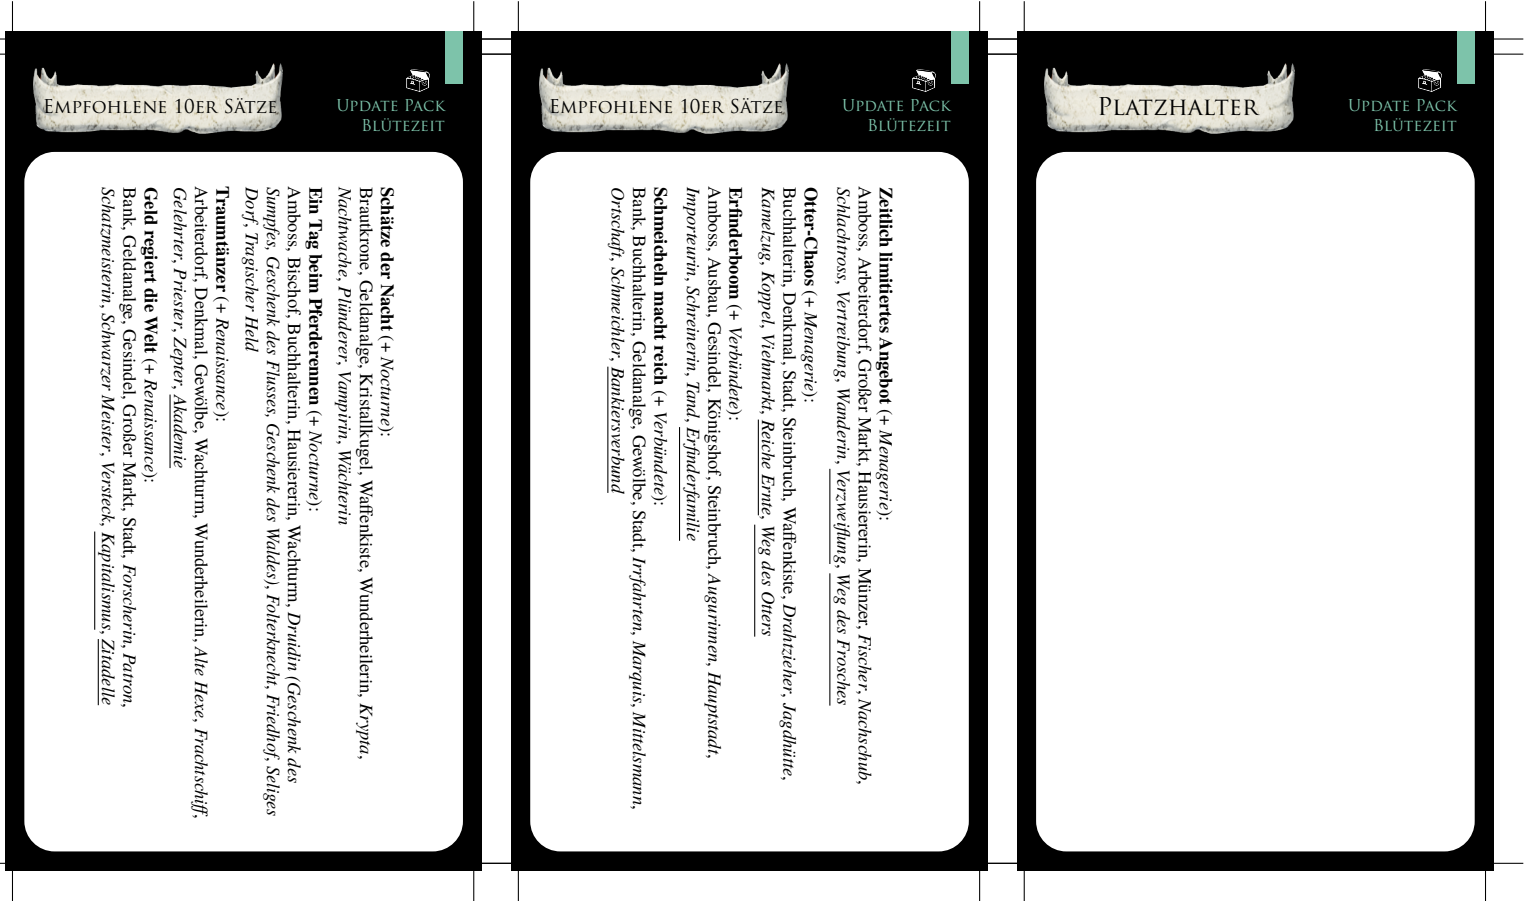 EMPFOHLENE 10ER SÄTZE
UPDATE PACK
BLÜTEZEIT
Schätze der Nacht (+ Nocturne):
Brautkrone, Geldanalge, Kristallkugel, Waffenkiste, Wunderheilerin, Krypta,
Nachtwache, Plünderer, Vampirin, Wächterin
Ein Tag beim Pferderennen (+ Nocturne):
Amboss, Bischof, Buchhalterin, Hausiererin, Wachturm, Druidin (Geschenk des
Sumpfes, Geschenk des Flusses, Geschenk des Waldes), Folterknecht, Friedhof, Seliges
Dorf, Tragischer Held
Traumtänzer (+ Renaissance):
Arbeiterdorf, Denkmal, Gewölbe, Wachturm, Wunderheilerin, Alte Hexe, Frachtschiff,
Gelehrter, Priester, Zepter, Akademie
Geld regiert die Welt (+ Renaissance):
Bank, Geldanalge, Gesindel, Großer Markt, Stadt, Forscherin, Patron,
Schatzmeisterin, Schwarzer Meister, Versteck, Kapitalismus, Zitadelle
EMPFOHLENE 10ER SÄTZE
UPDATE PACK
BLÜTEZEIT
Zeitlich limitiertes Angebot (+ Menagerie):
Amboss, Arbeiterdorf, Großer Markt, Hausiererin, Münzer, Fischer, Nachschub,
Schlachtross, Vertreibung, Wanderin, Verzweiflung, Weg des Frosches
Otter-Chaos (+ Menagerie):
Buchhalterin, Denkmal, Stadt, Steinbruch, Waffenkiste, Drahtzieher, Jagdhütte,
Kamelzug, Koppel, Viehmarkt, Reiche Ernte, Weg des Otters
Erfinderboom (+ Verbündete):
Amboss, Ausbau, Gesindel, Königshof, Steinbruch, Augurinnen, Hauptstadt,
Importeurin, Schreinerin, Tand, Erfinderfamilie
Schmeicheln macht reich (+ Verbündete):
Bank, Buchhalterin, Geldanalge, Gewölbe, Stadt, Irrfahrten, Marquis, Mittelsmann,
Ortschaft, Schmeichler, Bankiersverbund
PLATZHALTER
UPDATE PACK
BLÜTEZEIT